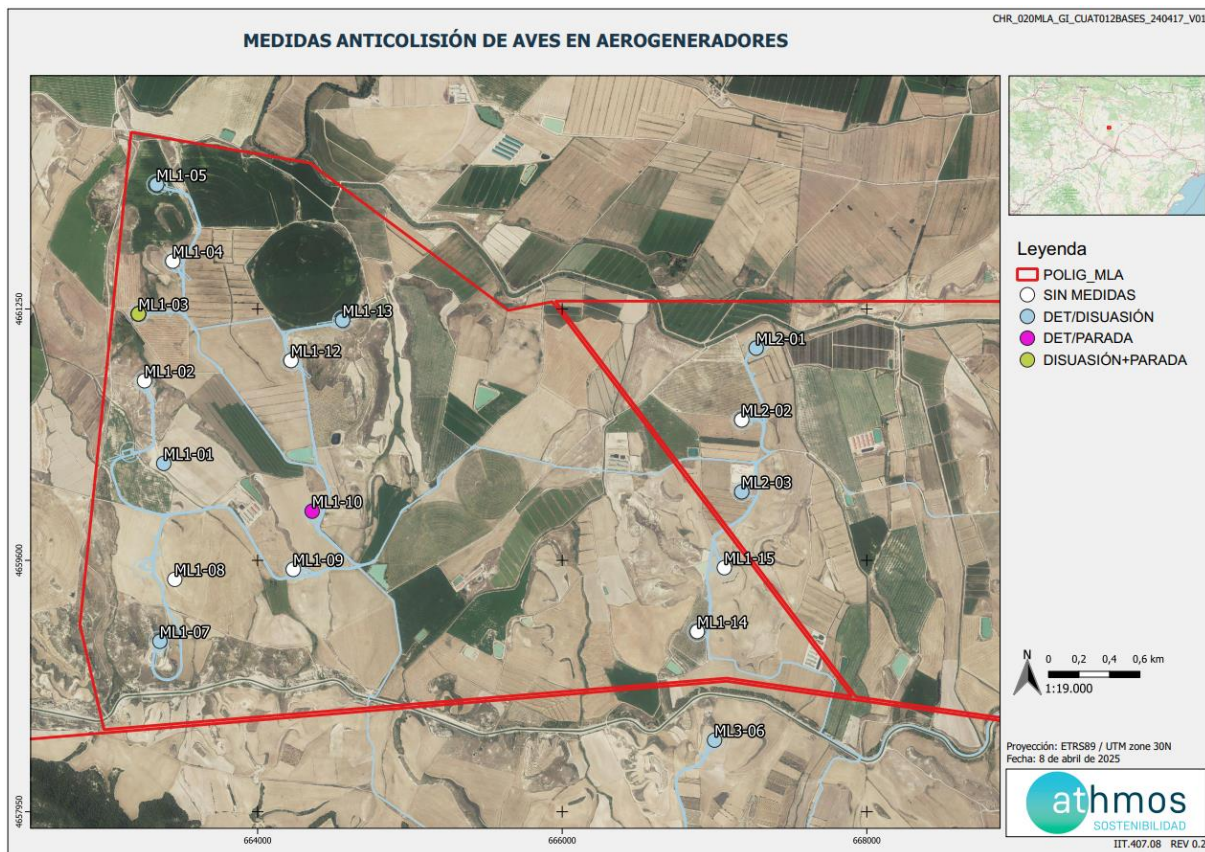 CHR_020MLA_GI_CUAT012BASES_240417_V01
MEDIDAS ANTICOLISIÓN DE AVES EN AEROGENERADORES
ML1-05
ML1-04
ML1-03
ML1-13
ML1-12
ML2-01
ML1-02
ML2-02
ML1-01
ML2-03
ML1-10
ML1-09
ML1-15
ML1-08
ML1-14
ML1-07
ML3-06
4661250
4659600
4657950
664000
666000
668000
Leyenda
POLIG_MLA
SIN MEDIDAS
DET/DISUASIÓN
DET/PARADA
DISUASIÓN+PARADA
N
0 0,2 0,4 0,6 km
1:19.000
Proyección: ETRS89 / UTM zone 30N
Fecha: 8 de abril de 2025
athmos
SOSTENIBILIDAD
IIT.407.08 REV 0.2